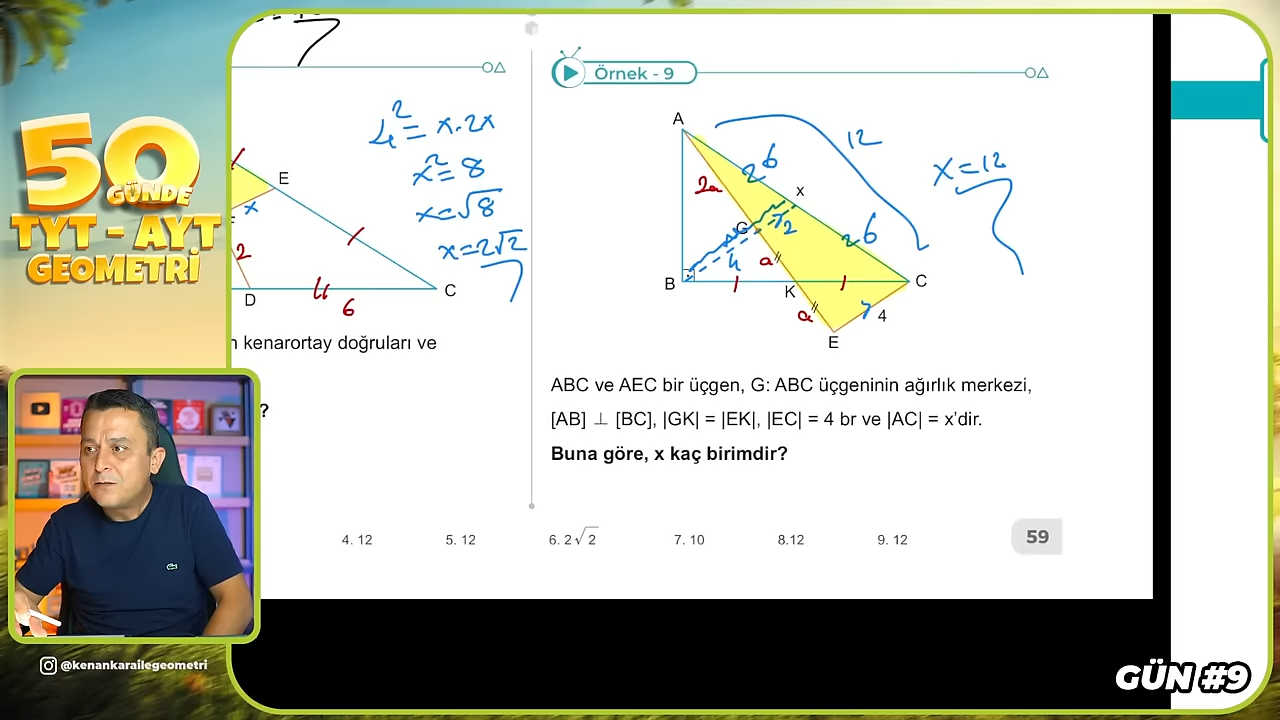 50
GÜNDE
TYT - AYT
GEOMETRİ
4² = x.2x
x² = 8
x = √8
x = 2√2
E
x
2
D
6
C
n kenarortay doğruları ve
?
Örnek - 9
A
12
x = 12
2
6
2a
x
G
2
2
6
4
a
B
K
C
a
4
E
ABC ve AEC bir üçgen, G: ABC üçgeninin ağırlık merkezi,
[AB] ⊥ [BC], |GK| = |EK|, |EC| = 4 br ve |AC| = x'dir.
Buna göre, x kaç birimdir?
4. 12 5. 12 6. 2√2 7. 10 8.12 9. 12
59
@kenankarailegeometri
GÜN #9